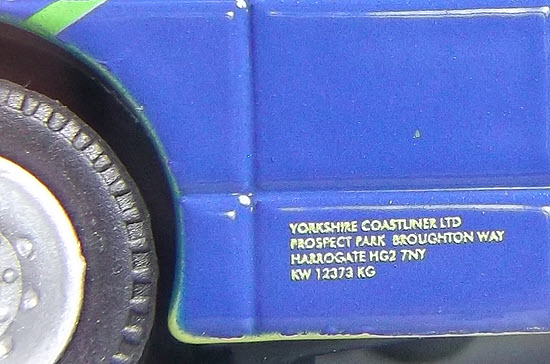 YORKSHIRE COASTLINER LTD
PROSPECT PARK BROUGHTON WAY
HARROGATE HG2 7NY
KW 12373 KG